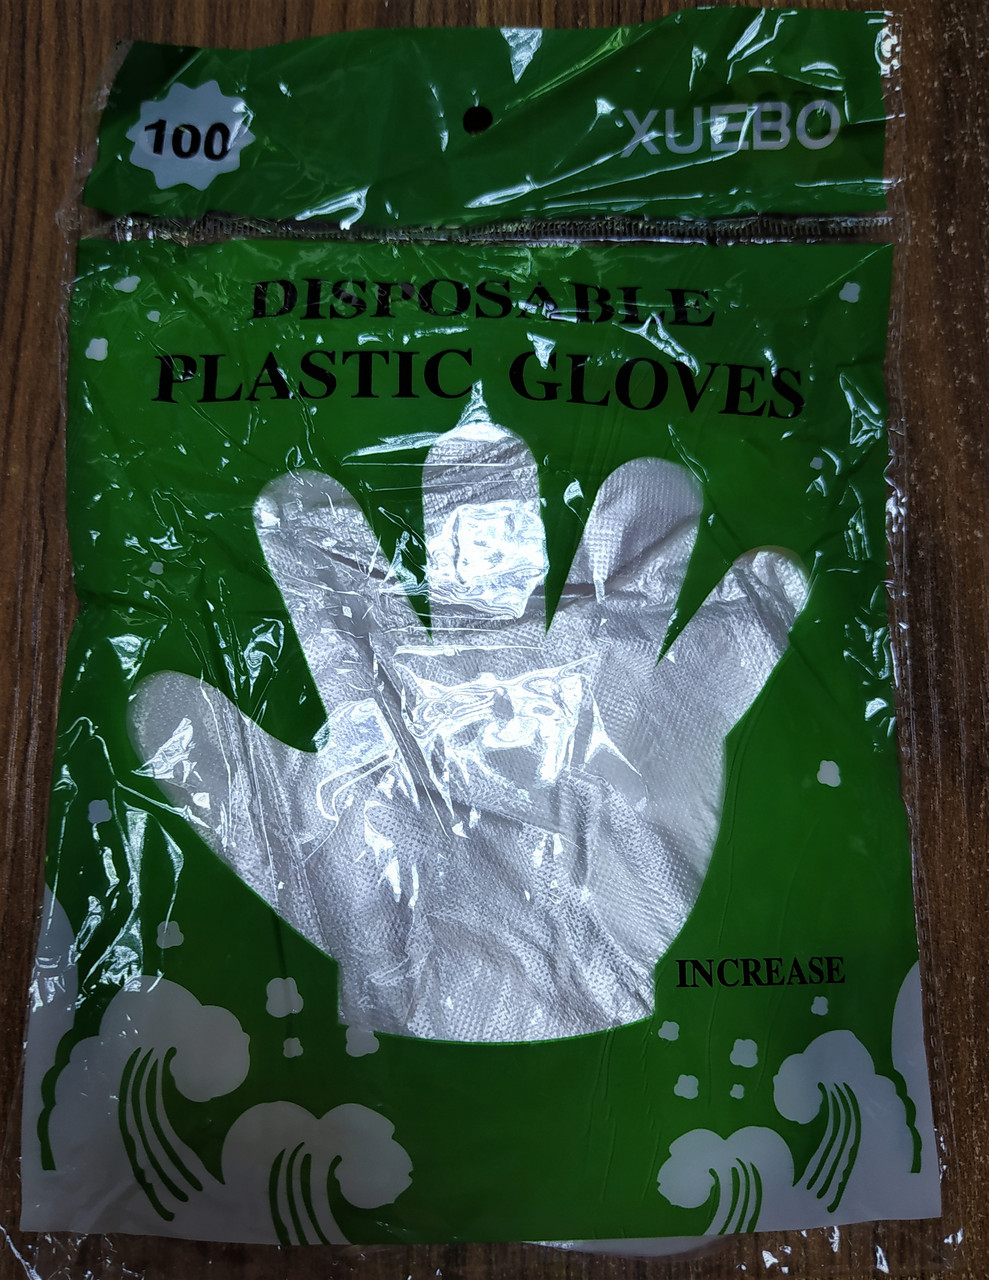 100
XUEBO
DISPOSABLE
PLASTIC GLOVES
INCREASE